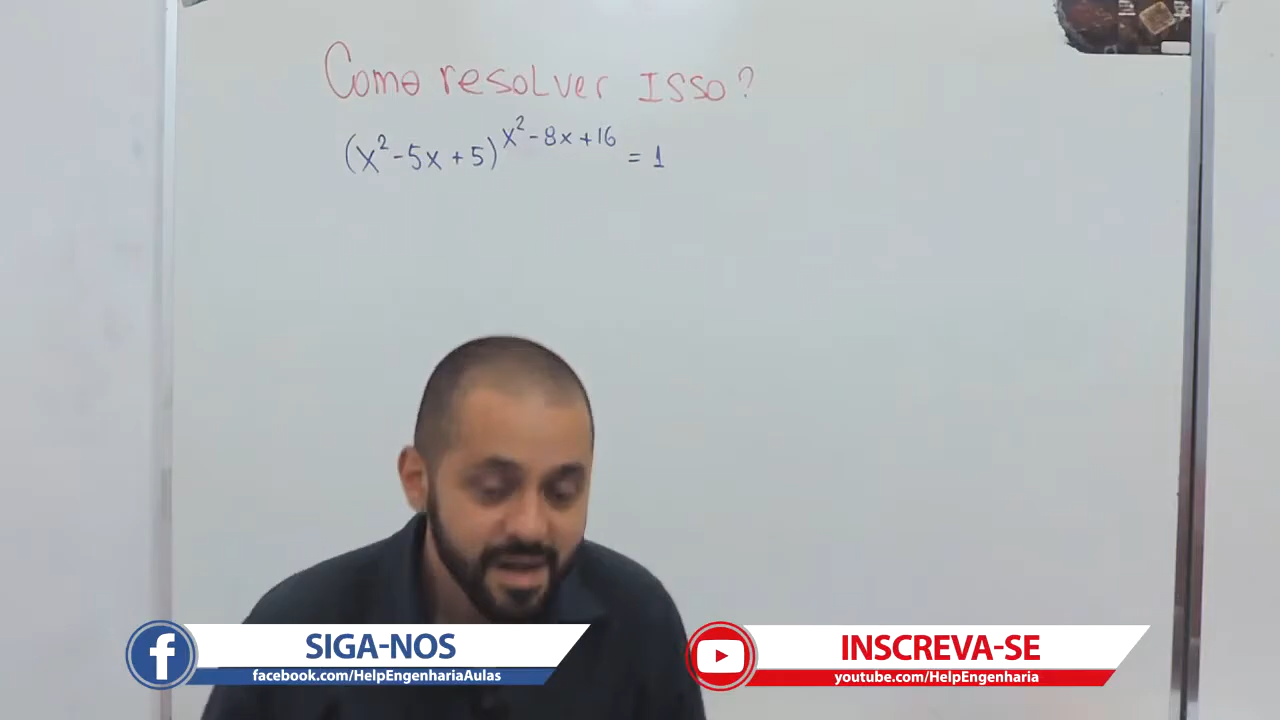 Como resolver Isso?
(x² - 5x + 5)^(x² - 8x + 16) = 1
SIGA-NOS
facebook.com/HelpEngenhariaAulas
INSCREVA-SE
youtube.com/HelpEngenharia